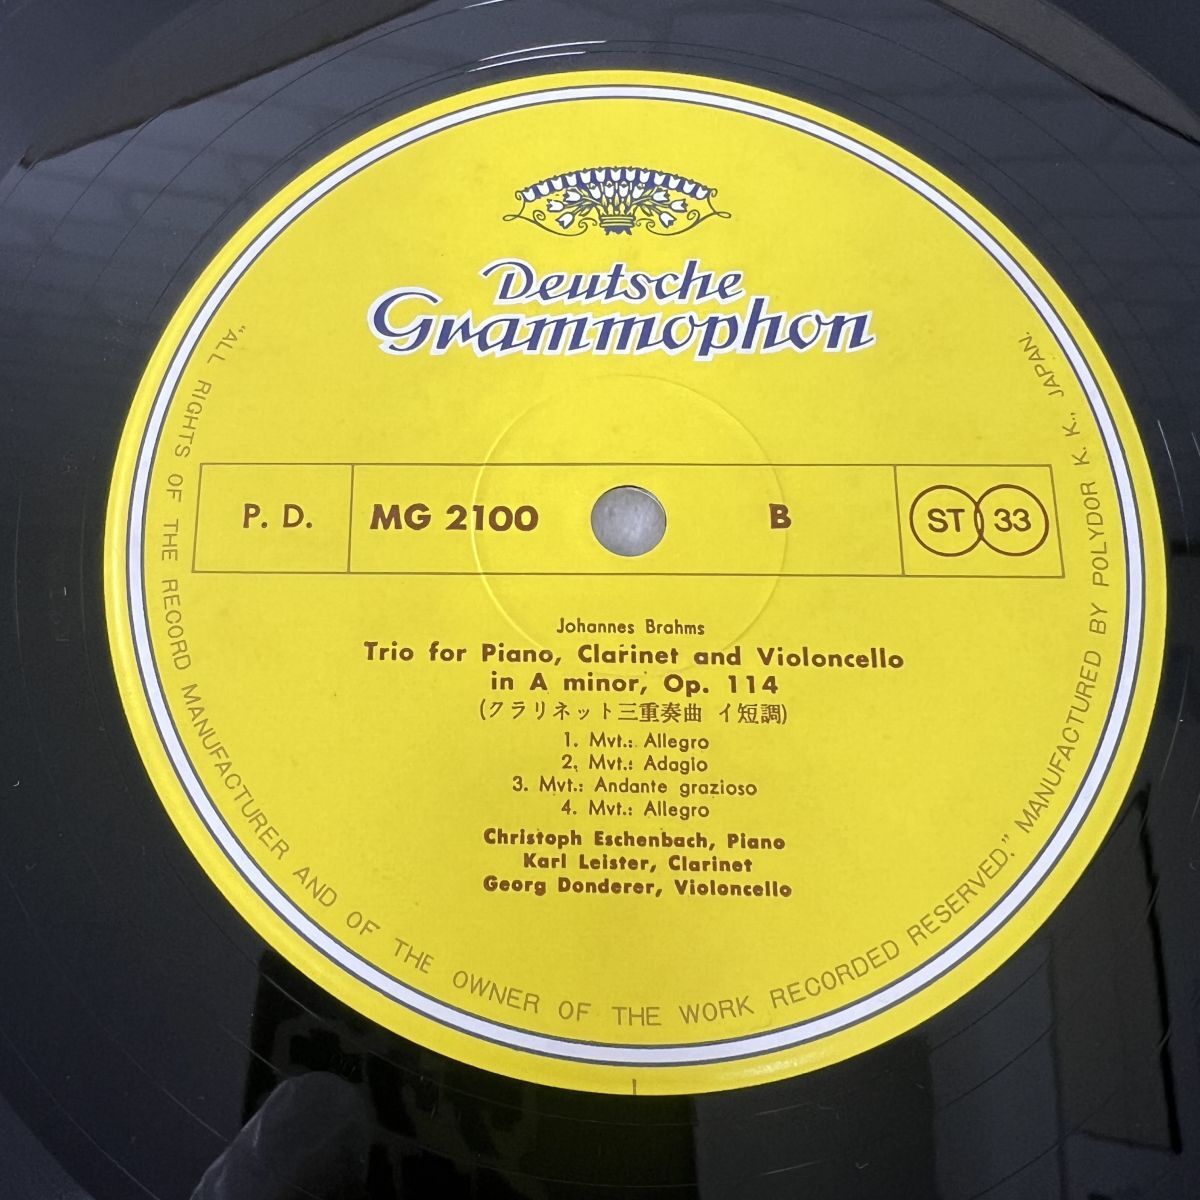 Deutsche
Grammophon
P. D. MG 2100 B ST 33
Johannes Brahms
Trio for Piano, Clarinet and Violoncello
in A minor, Op. 114
(クラリネット三重奏曲 イ短調)
1. Mvt.: Allegro
2. Mvt.: Adagio
3. Mvt.: Andante grazioso
4. Mvt.: Allegro
Christoph Eschenbach, Piano
Karl Leister, Clarinet
Georg Donderer, Violoncello
"ALL RIGHTS OF THE RECORD MANUFACTURER AND OF THE OWNER OF THE WORK RECORDED RESERVED." MANUFACTURED BY POLYDOR K. K., JAPAN.